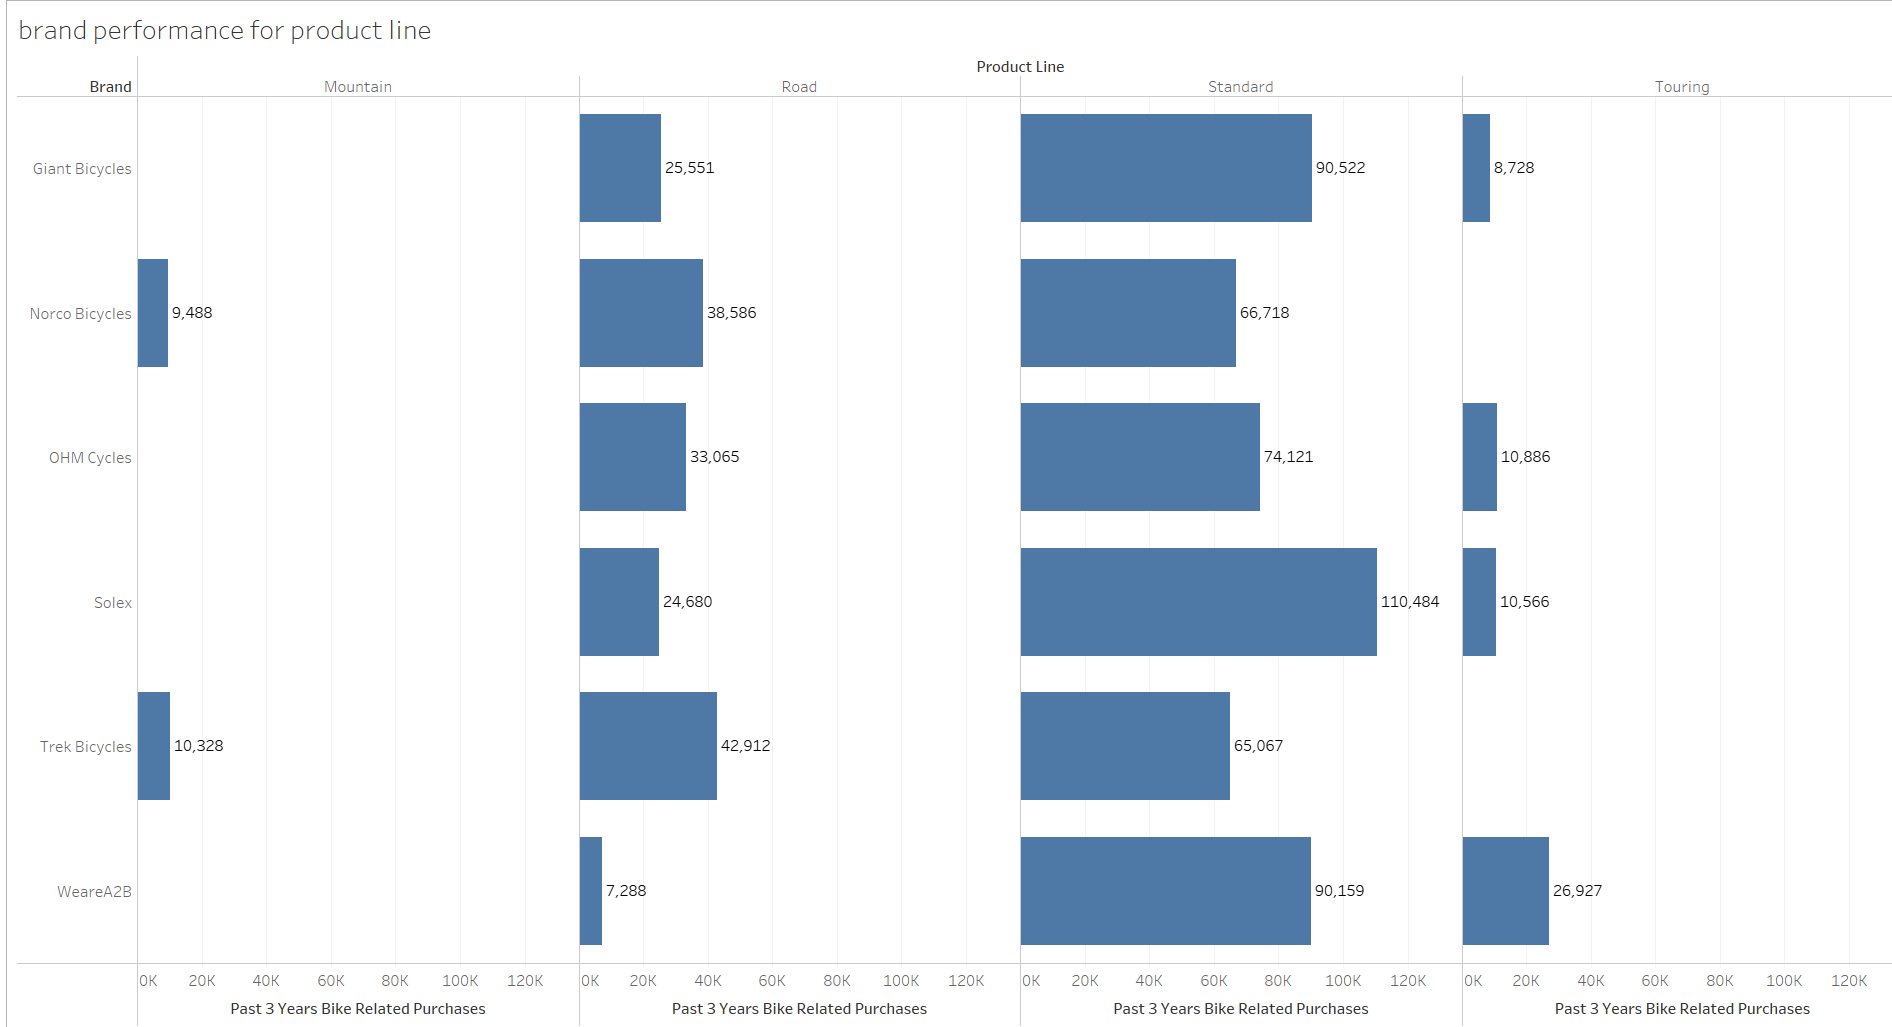 brand performance for product line
Product Line
Brand Mountain Road Standard Touring
Giant Bicycles 25,551 90,522 8,728
Norco Bicycles 9,488 38,586 66,718
OHM Cycles 33,065 74,121 10,886
Solex 24,680 110,484 10,566
Trek Bicycles 10,328 42,912 65,067
WeareA2B 7,288 90,159 26,927
0K 20K 40K 60K 80K 100K 120K 0K 20K 40K 60K 80K 100K 120K 0K 20K 40K 60K 80K 100K 120K 0K 20K 40K 60K 80K 100K 120K
Past 3 Years Bike Related Purchases Past 3 Years Bike Related Purchases Past 3 Years Bike Related Purchases Past 3 Years Bike Related Purchases